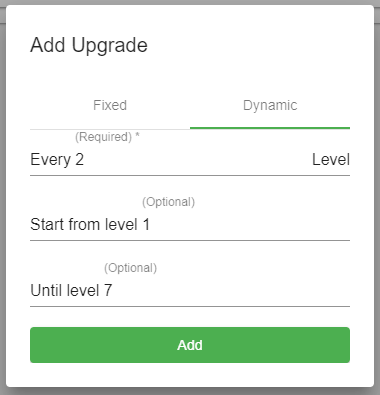 Add Upgrade
Fixed Dynamic
(Required) *
Every 2 Level
(Optional)
Start from level 1
(Optional)
Until level 7
Add